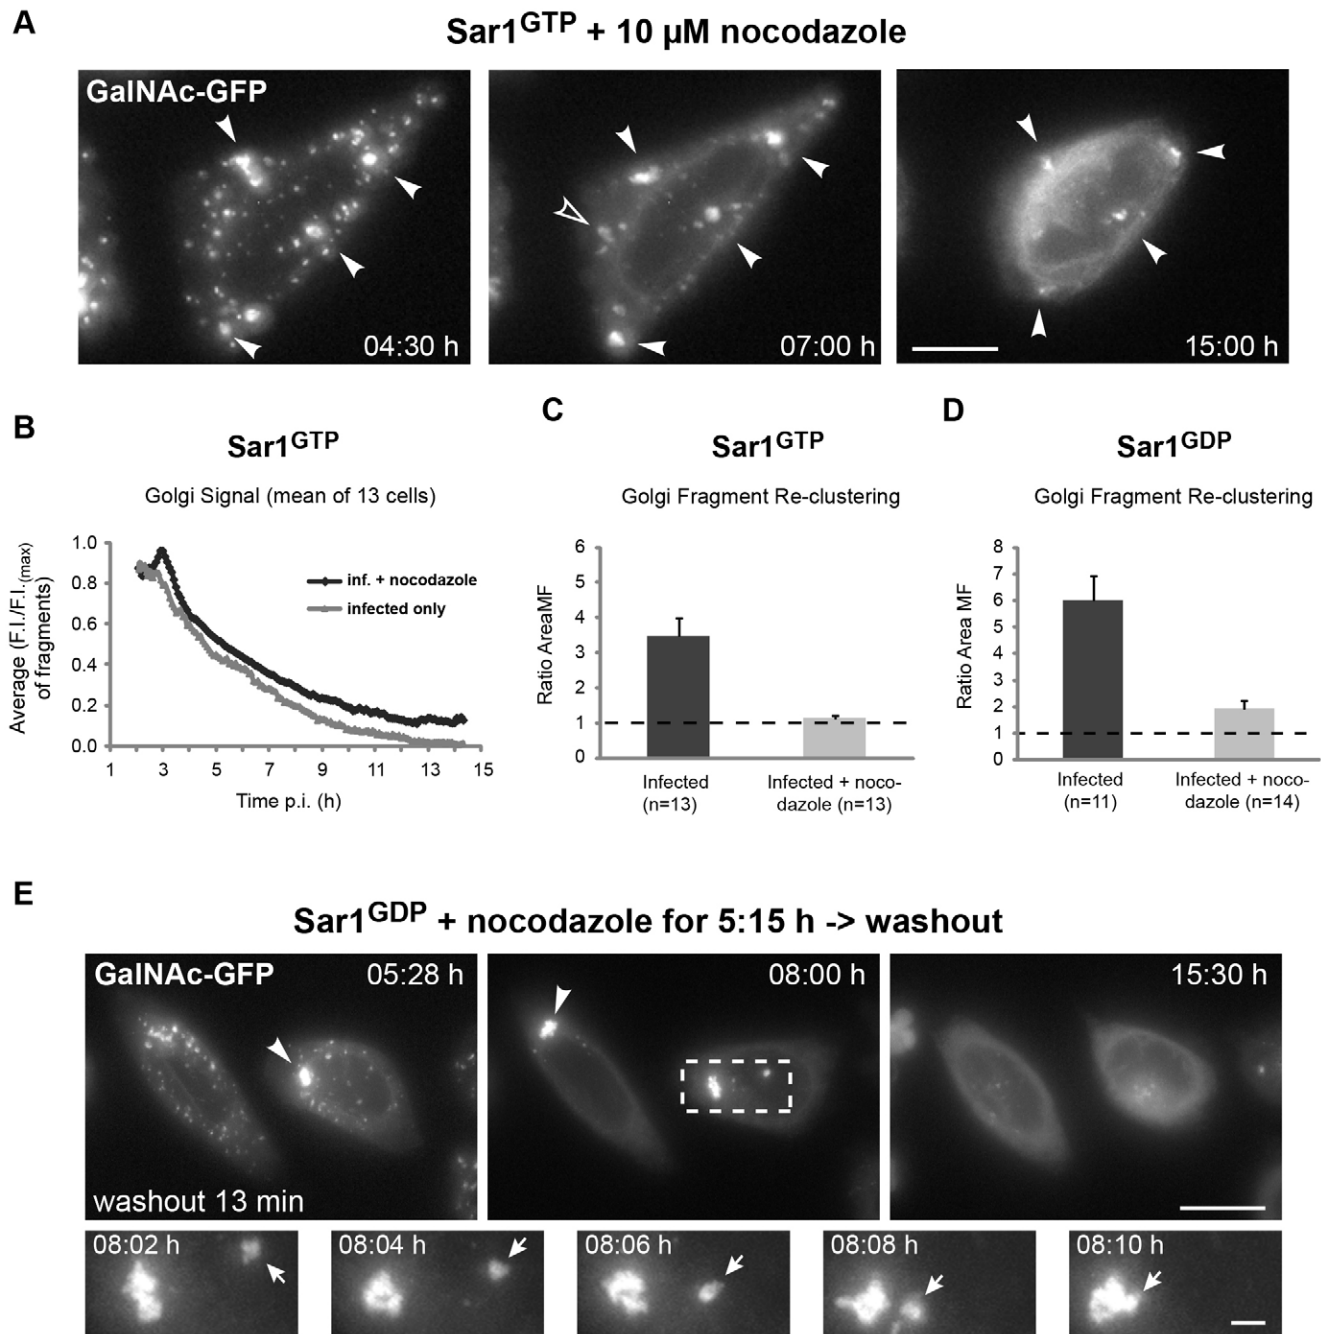 A
Sar1GTP + 10 µM nocodazole
GalNAc-GFP
04:30 h
07:00 h
15:00 h
B
Sar1GTP
Golgi Signal (mean of 13 cells)
Average (F.I./F.I.(max)
of fragments)
1.0
0.8
0.6
0.4
0.2
0.0
inf. + nocodazole
infected only
1 3 5 7 9 11 13 15
Time p.i. (h)
C
Sar1GTP
Golgi Fragment Re-clustering
Ratio AreaMF
6
5
4
3
2
1
0
Infected
(n=13)
Infected + noco-
dazole (n=13)
D
Sar1GDP
Golgi Fragment Re-clustering
Ratio Area MF
8
7
6
5
4
3
2
1
0
Infected
(n=11)
Infected + noco-
dazole (n=14)
E
Sar1GDP + nocodazole for 5:15 h -> washout
GalNAc-GFP
05:28 h
washout 13 min
08:00 h
15:30 h
08:02 h
08:04 h
08:06 h
08:08 h
08:10 h